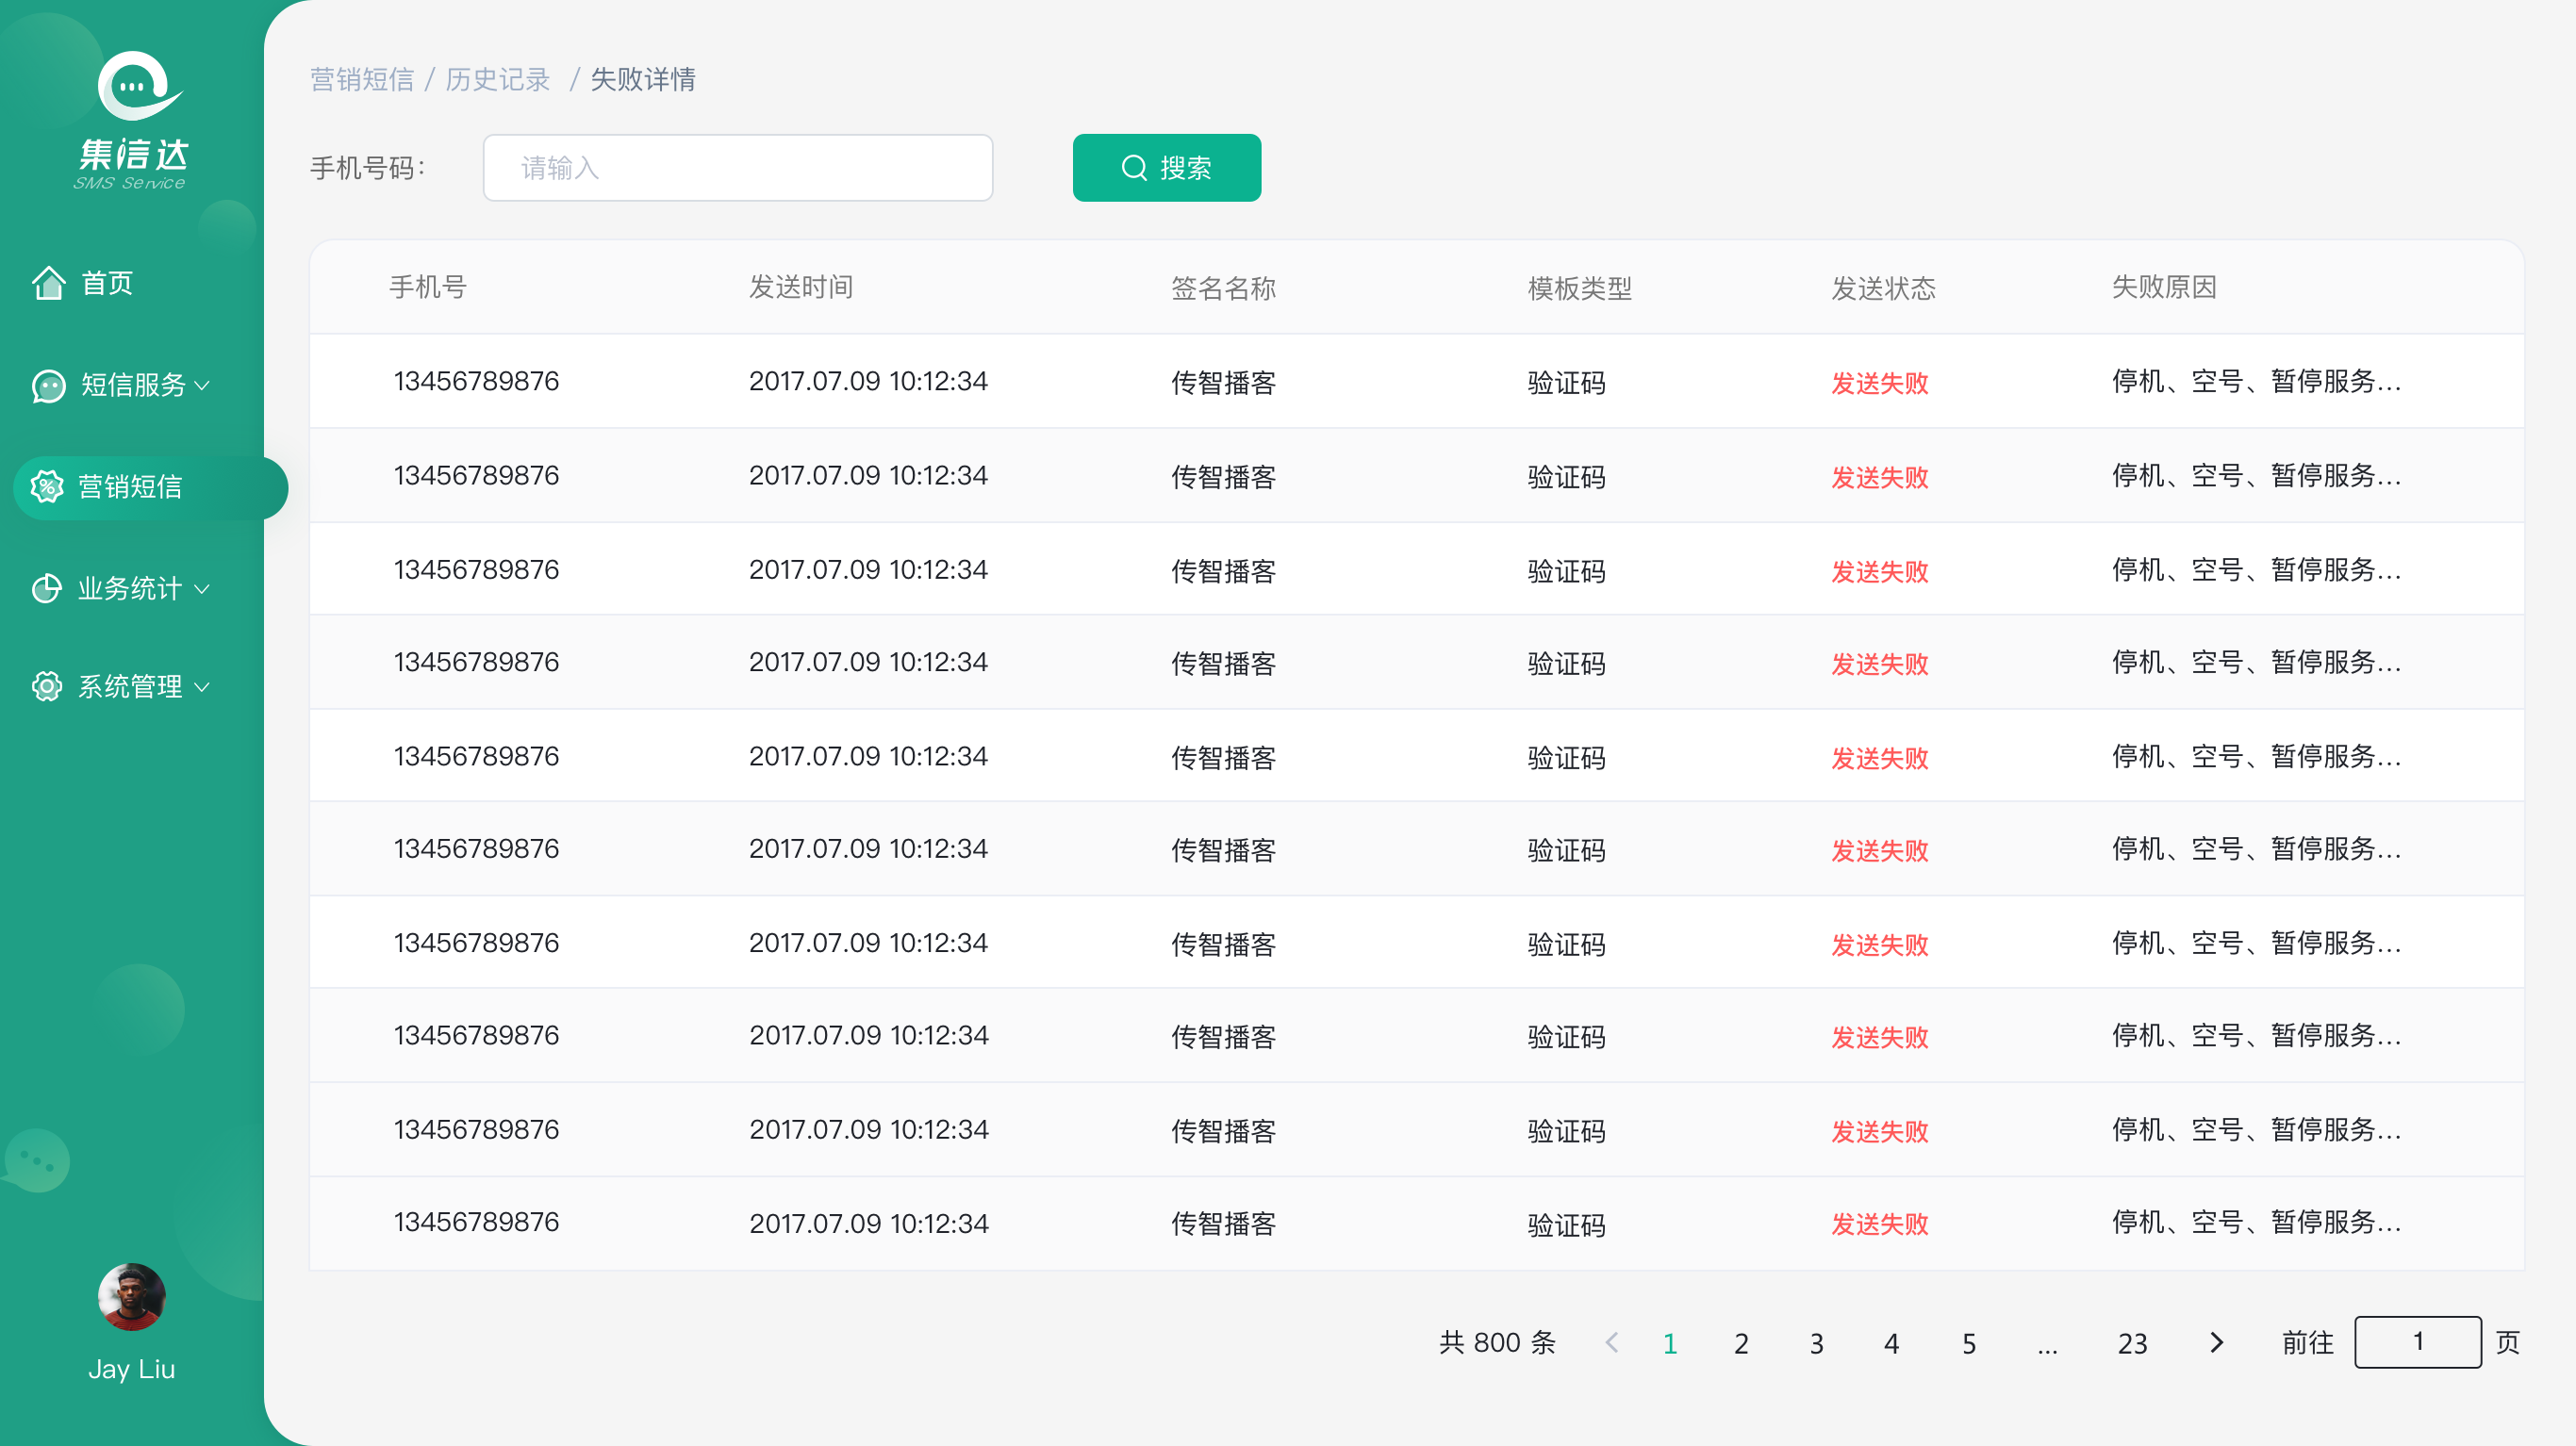 集信达
SMS Service
首页
短信服务
营销短信
业务统计
系统管理
Jay Liu
营销短信 / 历史记录 / 失败详情
手机号码： 请输入 搜索
手机号 发送时间 签名名称 模板类型 发送状态 失败原因
13456789876 2017.07.09 10:12:34 传智播客 验证码 发送失败 停机、空号、暂停服务...
13456789876 2017.07.09 10:12:34 传智播客 验证码 发送失败 停机、空号、暂停服务...
13456789876 2017.07.09 10:12:34 传智播客 验证码 发送失败 停机、空号、暂停服务...
13456789876 2017.07.09 10:12:34 传智播客 验证码 发送失败 停机、空号、暂停服务...
13456789876 2017.07.09 10:12:34 传智播客 验证码 发送失败 停机、空号、暂停服务...
13456789876 2017.07.09 10:12:34 传智播客 验证码 发送失败 停机、空号、暂停服务...
13456789876 2017.07.09 10:12:34 传智播客 验证码 发送失败 停机、空号、暂停服务...
13456789876 2017.07.09 10:12:34 传智播客 验证码 发送失败 停机、空号、暂停服务...
13456789876 2017.07.09 10:12:34 传智播客 验证码 发送失败 停机、空号、暂停服务...
13456789876 2017.07.09 10:12:34 传智播客 验证码 发送失败 停机、空号、暂停服务...
共 800 条 1 2 3 4 5 ... 23 前往 1 页